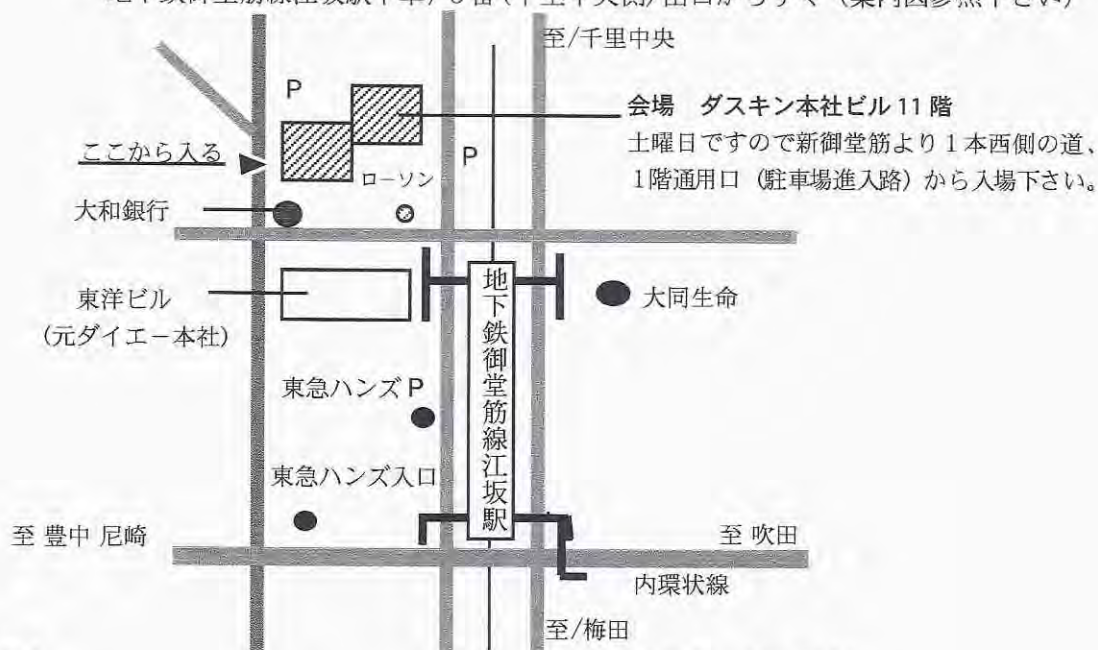 至/千里中央
P
会場　ダスキン本社ビル 11 階
土曜日ですので新御堂筋より 1 本西側の道、
1階通用口（駐車場進入路）から入場下さい。
ここから入る
P
ローソン
大和銀行
地下鉄御堂筋線江坂駅
東洋ビル
(元ダイエー本社)
大同生命
東急ハンズ P
東急ハンズ入口
至 豊中 尼崎
至 吹田
内環状線
至/梅田